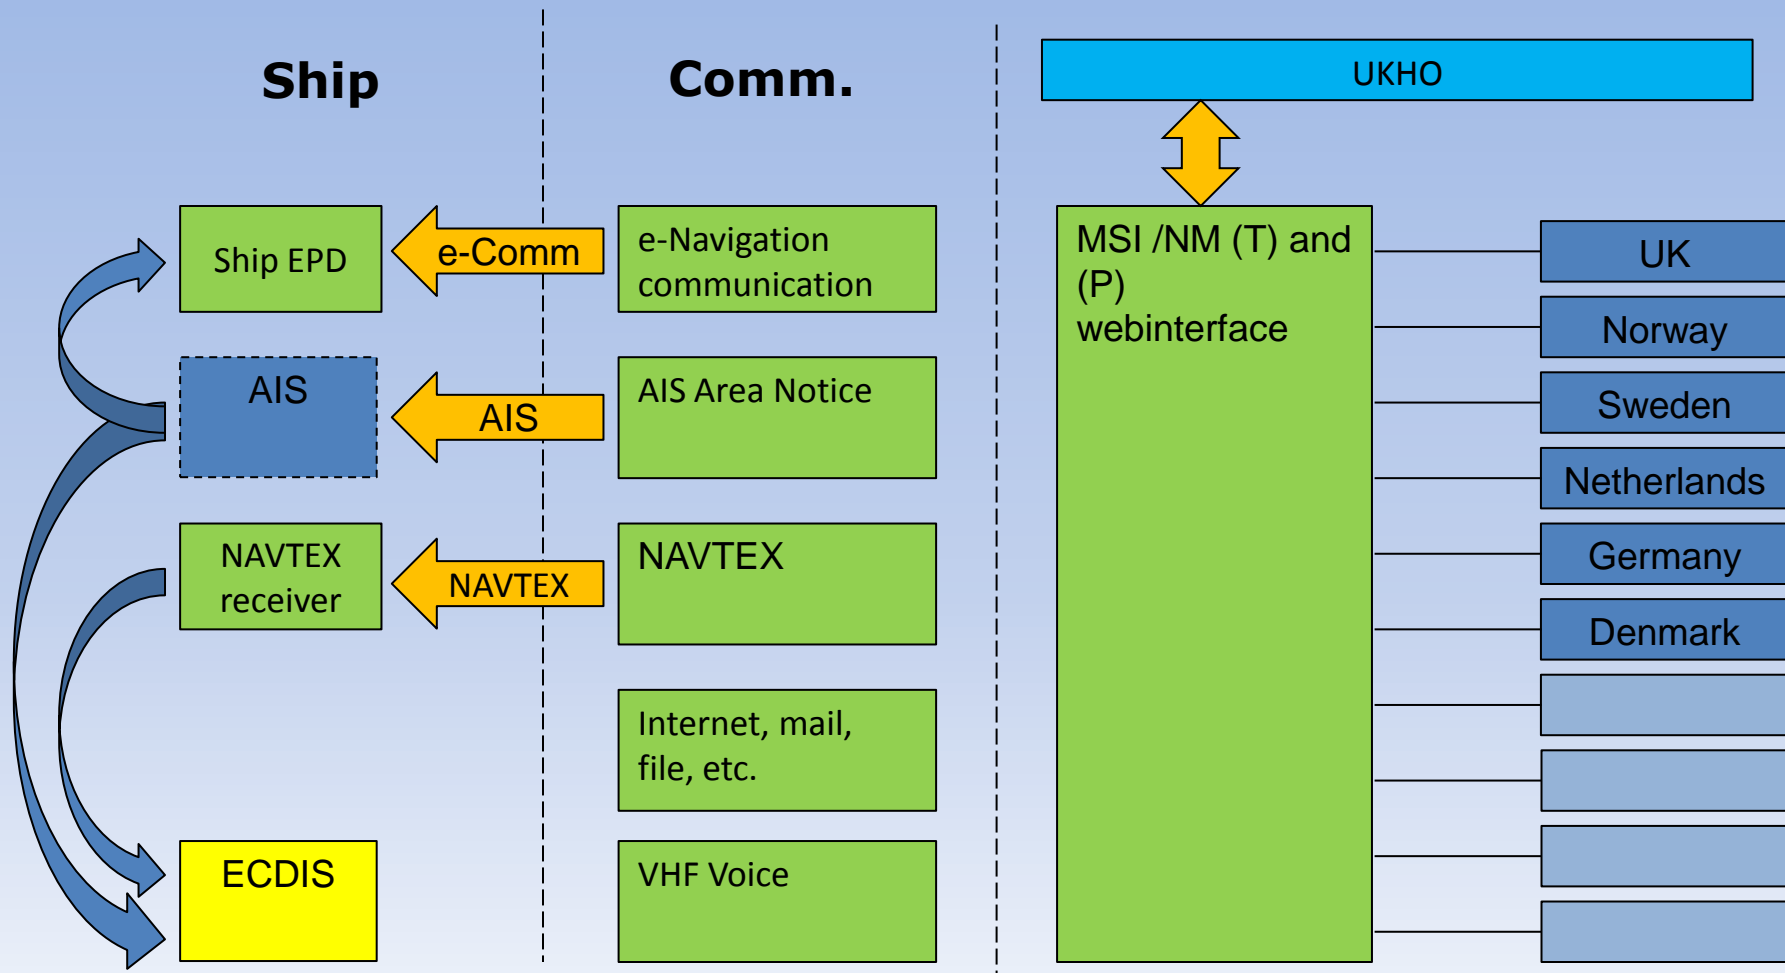 Ship
Comm.
UKHO
Ship EPD
e-Comm
e-Navigation
communication
MSI /NM (T) and
(P)
webinterface
UK
Norway
AIS
AIS
AIS Area Notice
Sweden
Netherlands
NAVTEX
receiver
NAVTEX
NAVTEX
Germany
Denmark
Internet, mail,
file, etc.
ECDIS
VHF Voice